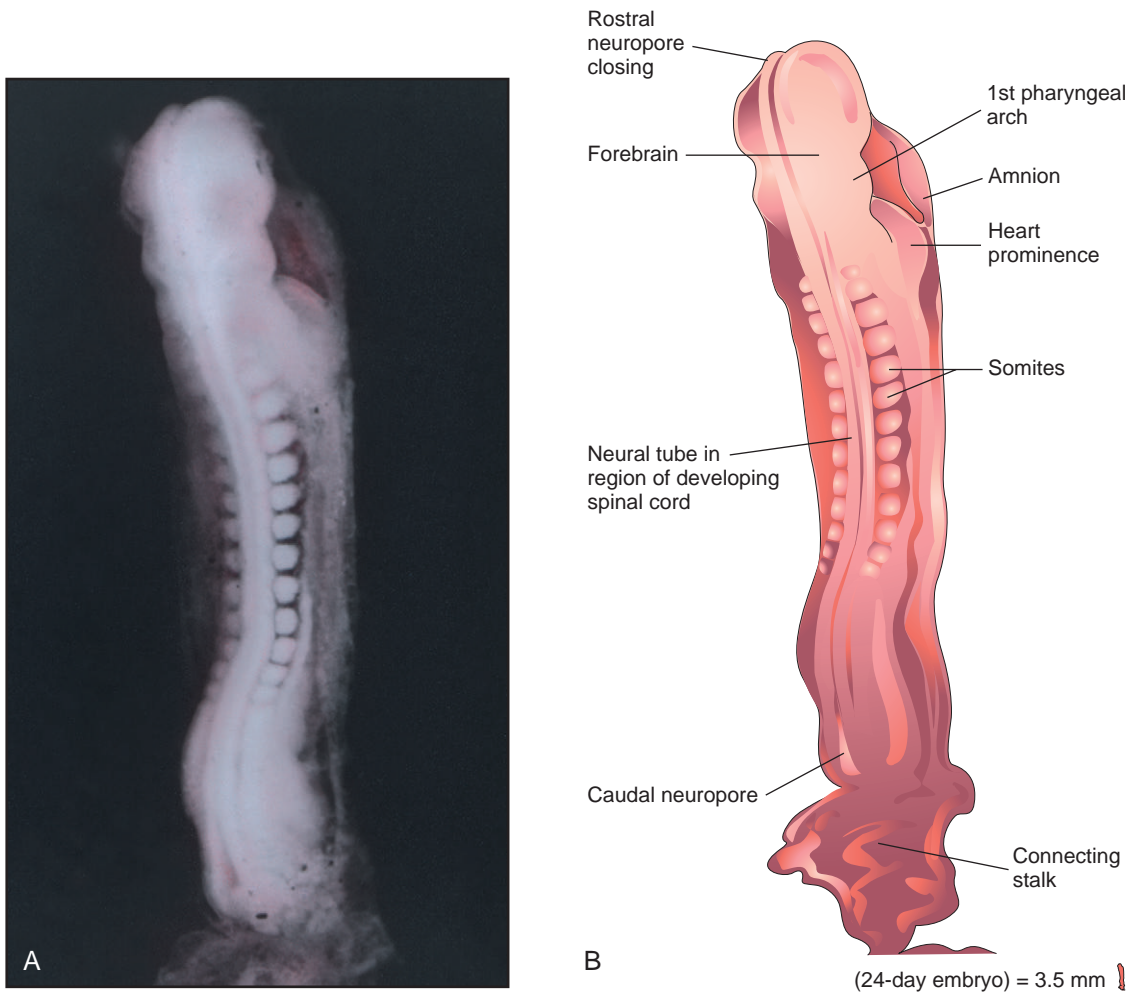 Rostral
neuropore
closing
1st pharyngeal
arch
Forebrain
Amnion
Heart
prominence
Somites
Neural tube in
region of developing
spinal cord
Caudal neuropore
Connecting
stalk
A
B
(24-day embryo) = 3.5 mm